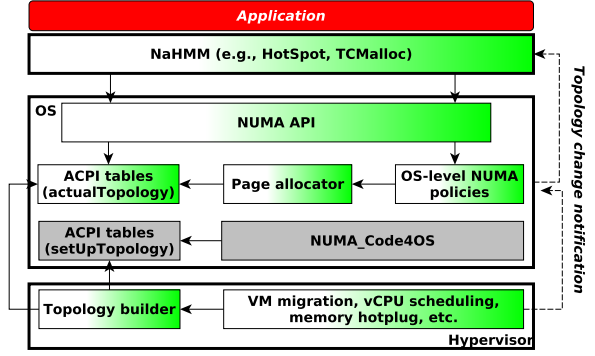 Application
NaHMM (e.g., HotSpot, TCMalloc)
OS
NUMA API
ACPI tables
(actualTopology)
Page allocator
OS-level NUMA
policies
ACPI tables
(setUpTopology)
NUMA_Code4OS
Topology builder
VM migration, vCPU scheduling,
memory hotplug, etc.
Hypervisor
Topology change notification